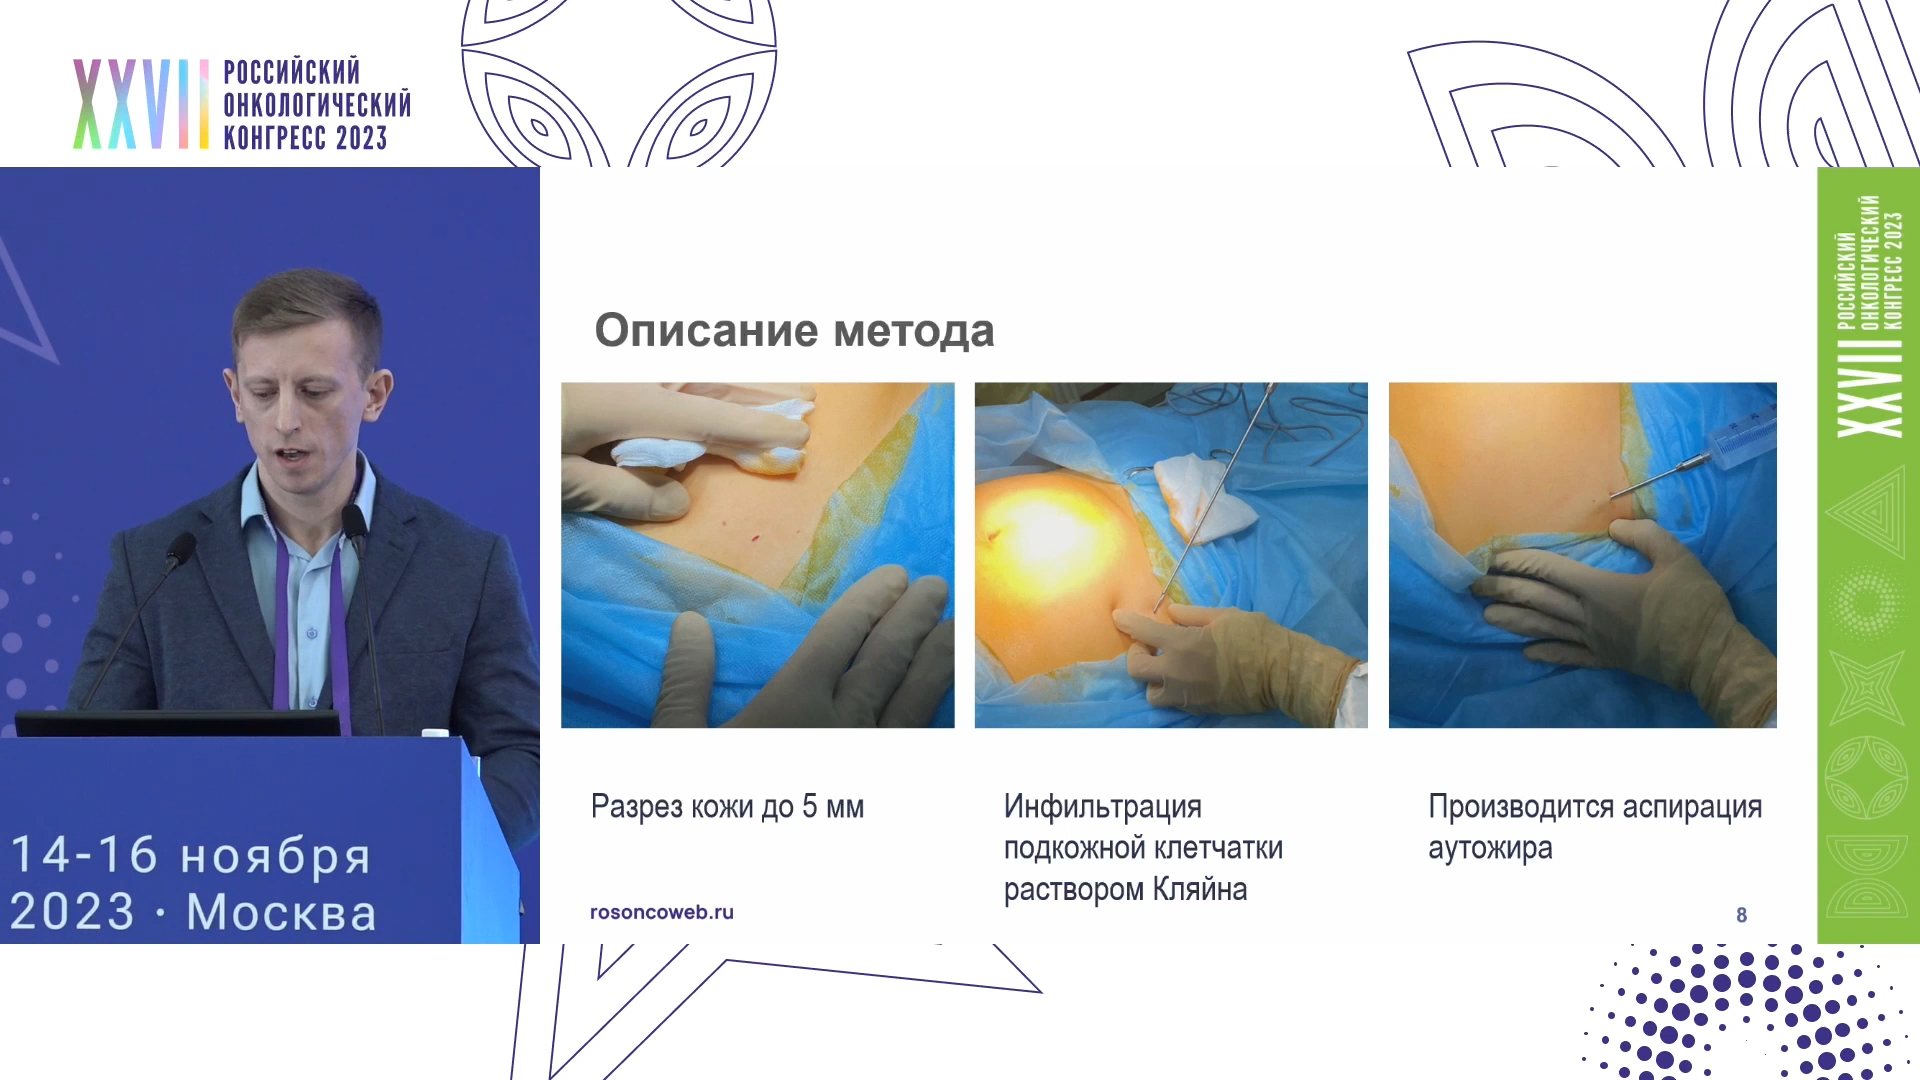 XXVII
РОССИЙСКИЙ
ОНКОЛОГИЧЕСКИЙ
КОНГРЕСС 2023
14-16 ноября
2023 · Москва
Описание метода
Разрез кожи до 5 мм
Инфильтрация
подкожной клетчатки
раствором Кляйна
Производится аспирация
аутожира
rosoncoweb.ru
8
XXVII
РОССИЙСКИЙ
ОНКОЛОГИЧЕСКИЙ
КОНГРЕСС 2023